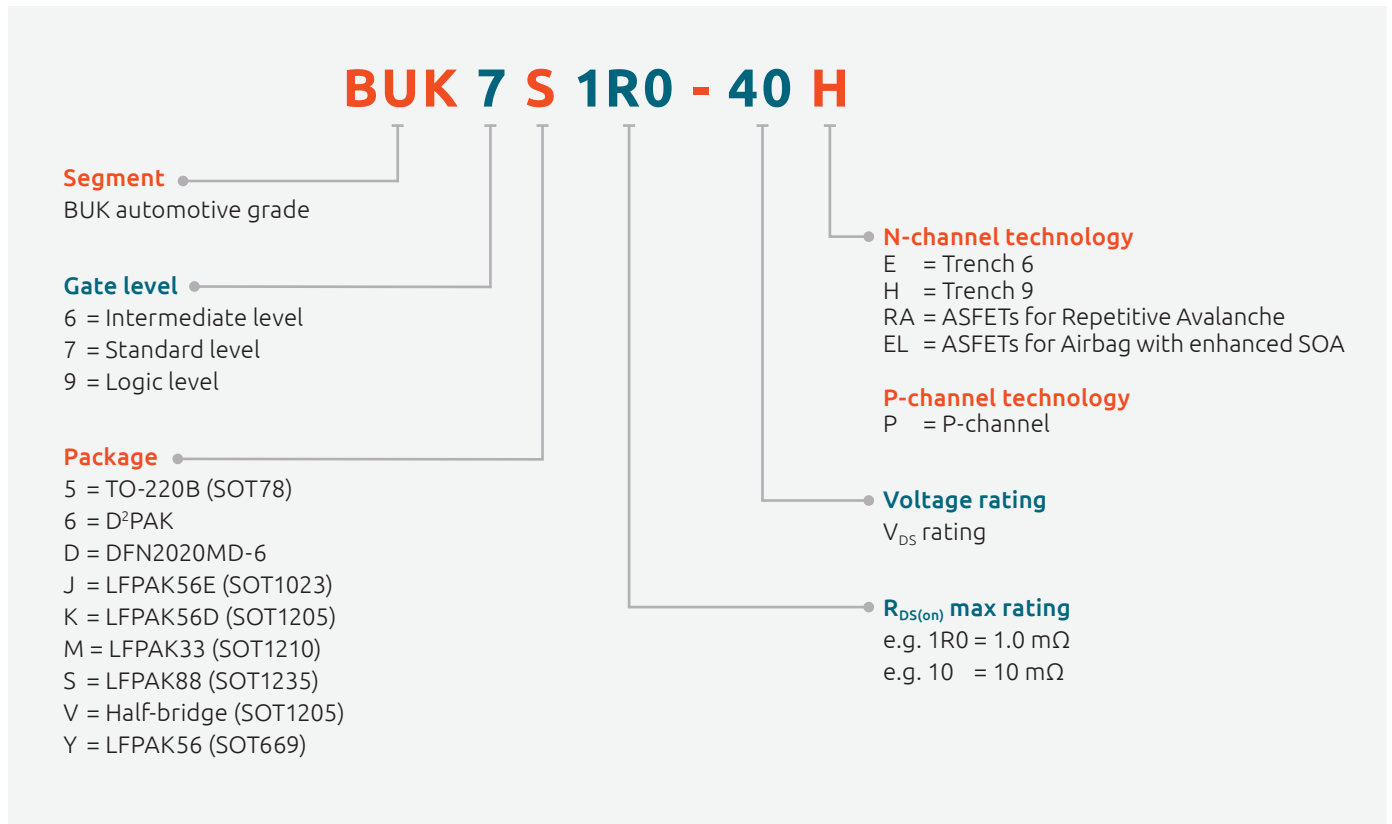 BUK 7 S 1R0 - 40 H
Segment
BUK automotive grade
Gate level
6 = Intermediate level
7 = Standard level
9 = Logic level
Package
5 = TO-220B (SOT78)
6 = D²PAK
D = DFN2020MD-6
J = LFPAK56E (SOT1023)
K = LFPAK56D (SOT1205)
M = LFPAK33 (SOT1210)
S = LFPAK88 (SOT1235)
V = Half-bridge (SOT1205)
Y = LFPAK56 (SOT669)
N-channel technology
E = Trench 6
H = Trench 9
RA = ASFETs for Repetitive Avalanche
EL = ASFETs for Airbag with enhanced SOA
P-channel technology
P = P-channel
Voltage rating
VDS rating
RDS(on) max rating
e.g. 1R0 = 1.0 mΩ
e.g. 10 = 10 mΩ